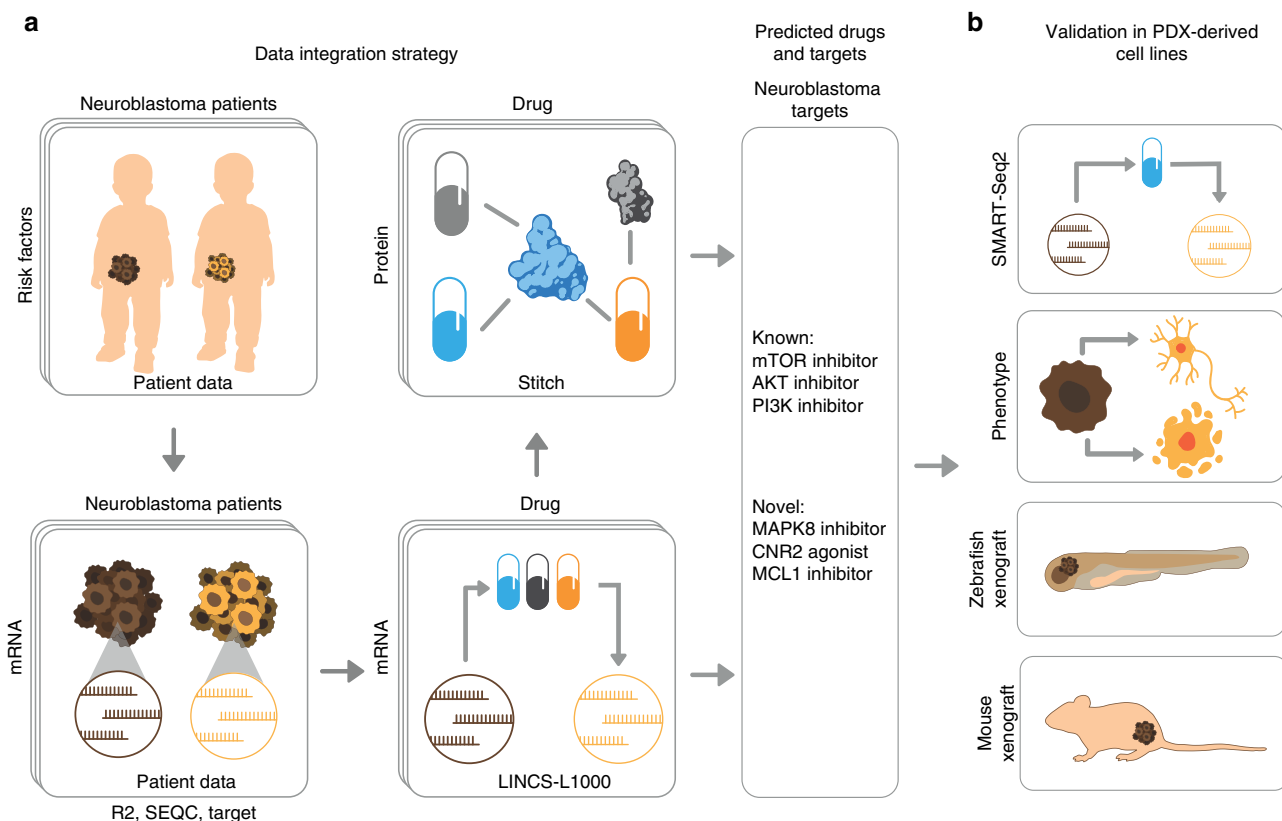 a
Data integration strategy
Neuroblastoma patients
Risk factors
Patient data
Drug
Protein
Stitch
Neuroblastoma patients
mRNA
Patient data
R2, SEQC, target
Drug
mRNA
LINCS-L1000
Predicted drugs
and targets
Neuroblastoma
targets
Known:
mTOR inhibitor
AKT inhibitor
PI3K inhibitor
Novel:
MAPK8 inhibitor
CNR2 agonist
MCL1 inhibitor
b
Validation in PDX-derived
cell lines
SMART-Seq2
Phenotype
Zebrafish
xenograft
Mouse
xenograft